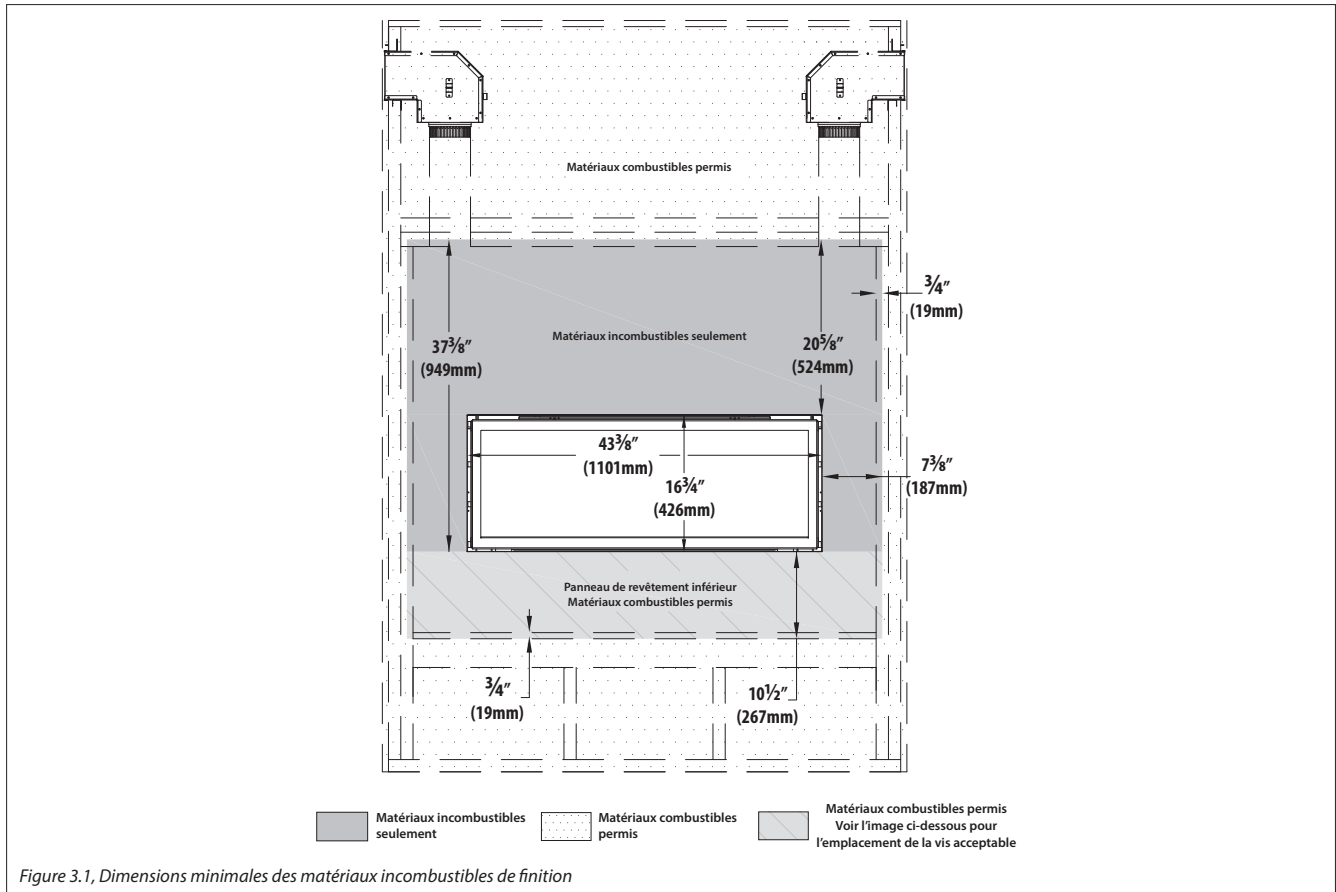 Matériaux combustibles permis
3/4"
(19mm)
Matériaux incombustibles seulement
37 3/8"
(949mm)
20 5/8"
(524mm)
43 3/8"
(1101mm)
16 3/4"
(426mm)
7 3/8"
(187mm)
Panneau de revêtement inférieur
Matériaux combustibles permis
3/4"
(19mm)
10 1/2"
(267mm)
Matériaux incombustibles
seulement
Matériaux combustibles
permis
Matériaux combustibles permis
Voir l'image ci-dessous pour
l'emplacement de la vis acceptable
Figure 3.1, Dimensions minimales des matériaux incombustibles de finition